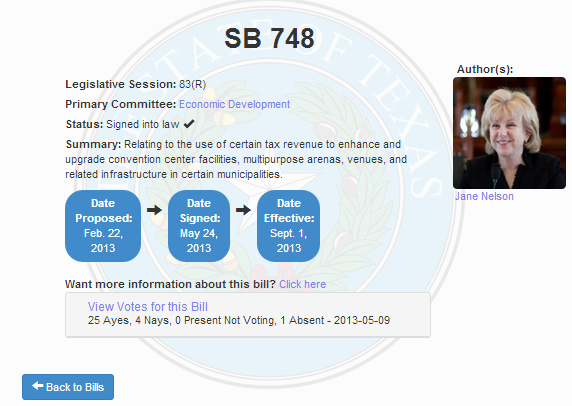 SB 748
Legislative Session: 83(R)
Primary Committee: Economic Development
Status: Signed into law
Summary: Relating to the use of certain tax revenue to enhance and
upgrade convention center facilities, multipurpose arenas, venues, and
related infrastructure in certain municipalities.
Date
Proposed:
Feb. 22,
2013
Date
Signed:
May 24,
2013
Date
Effective:
Sept. 1,
2013
Want more information about this bill? Click here
View Votes for this Bill
25 Ayes, 4 Nays, 0 Present Not Voting, 1 Absent - 2013-05-09
Back to Bills
Author(s):
Jane Nelson
STATE OF TEXAS